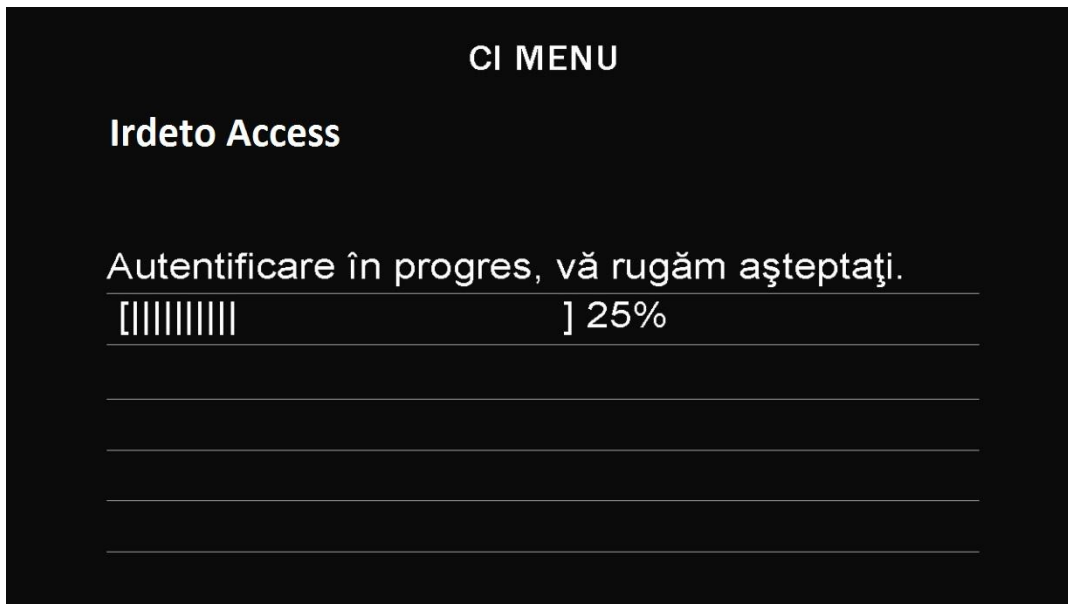 CI MENU
Irdeto Access
Autentificare în progres, vă rugăm aşteptaţi.
[|||||||||| ] 25%